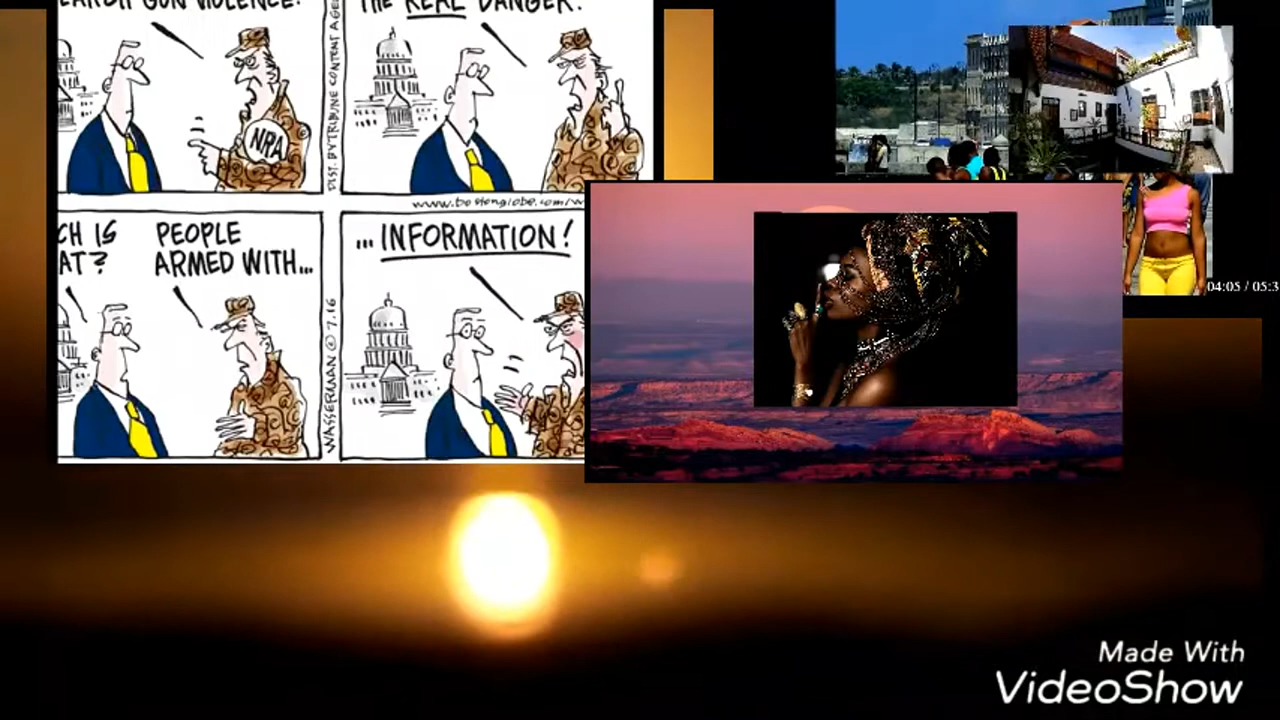 GUN VIOLENCE.
THE REAL DANGER.
NRA
DIST. BY TRIBUNE CONTENT AGE
www.bostonglobe.com/w
CH IS
AT?
PEOPLE
ARMED WITH...
... INFORMATION!
WASSERMAN © 7.16
04:05 / 05:3
Made With
VideoShow